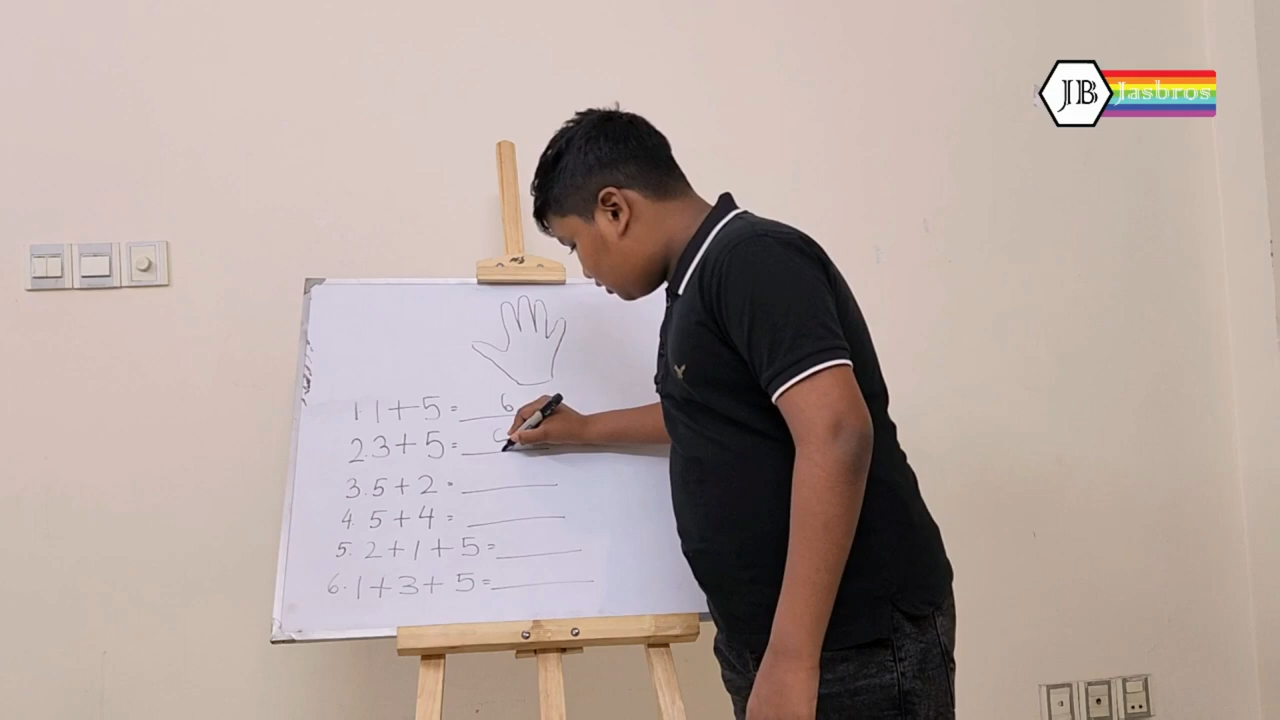 JB Jasbros
1. 1 + 5 = 6
2. 3 + 5 =
3. 5 + 2 =
4. 5 + 4 =
5. 2 + 1 + 5 =
6. 1 + 3 + 5 =